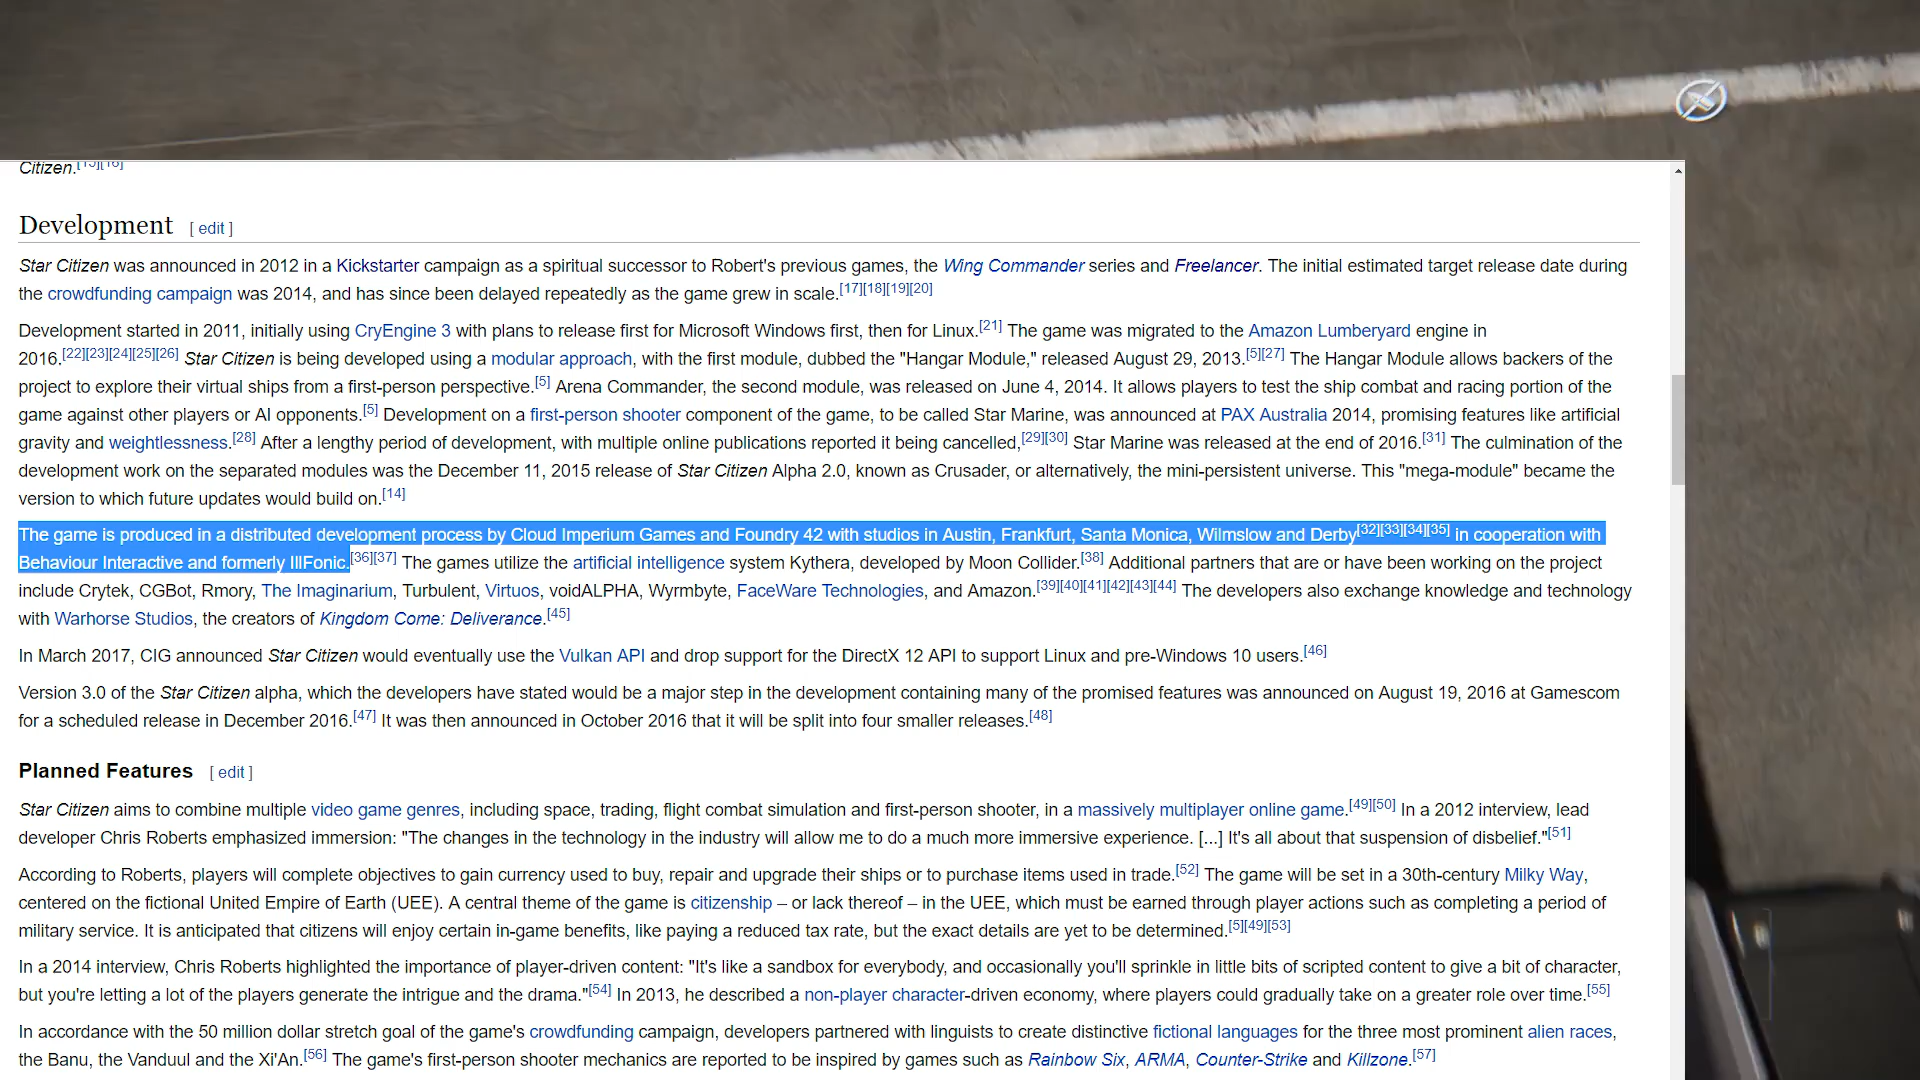 Citizen.[15][16]
Development [ edit ]
Star Citizen was announced in 2012 in a Kickstarter campaign as a spiritual successor to Robert's previous games, the Wing Commander series and Freelancer. The initial estimated target release date during
the crowdfunding campaign was 2014, and has since been delayed repeatedly as the game grew in scale.[17][18][19][20]
Development started in 2011, initially using CryEngine 3 with plans to release first for Microsoft Windows first, then for Linux.[21] The game was migrated to the Amazon Lumberyard engine in
2016.[22][23][24][25][26] Star Citizen is being developed using a modular approach, with the first module, dubbed the "Hangar Module," released August 29, 2013.[5][27] The Hangar Module allows backers of the
project to explore their virtual ships from a first-person perspective.[5] Arena Commander, the second module, was released on June 4, 2014. It allows players to test the ship combat and racing portion of the
game against other players or AI opponents.[5] Development on a first-person shooter component of the game, to be called Star Marine, was announced at PAX Australia 2014, promising features like artificial
gravity and weightlessness.[28] After a lengthy period of development, with multiple online publications reported it being cancelled,[29][30] Star Marine was released at the end of 2016.[31] The culmination of the
development work on the separated modules was the December 11, 2015 release of Star Citizen Alpha 2.0, known as Crusader, or alternatively, the mini-persistent universe. This "mega-module" became the
version to which future updates would build on.[14]
The game is produced in a distributed development process by Cloud Imperium Games and Foundry 42 with studios in Austin, Frankfurt, Santa Monica, Wilmslow and Derby[32][33][34][35] in cooperation with
Behaviour Interactive and formerly IllFonic.[36][37] The games utilize the artificial intelligence system Kythera, developed by Moon Collider.[38] Additional partners that are or have been working on the project
include Crytek, CGBot, Rmory, The Imaginarium, Turbulent, Virtuos, voidALPHA, Wyrmbyte, FaceWare Technologies, and Amazon.[39][40][41][42][43][44] The developers also exchange knowledge and technology
with Warhorse Studios, the creators of Kingdom Come: Deliverance.[45]
In March 2017, CIG announced Star Citizen would eventually use the Vulkan API and drop support for the DirectX 12 API to support Linux and pre-Windows 10 users.[46]
Version 3.0 of the Star Citizen alpha, which the developers have stated would be a major step in the development containing many of the promised features was announced on August 19, 2016 at Gamescom
for a scheduled release in December 2016.[47] It was then announced in October 2016 that it will be split into four smaller releases.[48]
Planned Features [ edit ]
Star Citizen aims to combine multiple video game genres, including space, trading, flight combat simulation and first-person shooter, in a massively multiplayer online game.[49][50] In a 2012 interview, lead
developer Chris Roberts emphasized immersion: "The changes in the technology in the industry will allow me to do a much more immersive experience. [...] It's all about that suspension of disbelief."[51]
According to Roberts, players will complete objectives to gain currency used to buy, repair and upgrade their ships or to purchase items used in trade.[52] The game will be set in a 30th-century Milky Way,
centered on the fictional United Empire of Earth (UEE). A central theme of the game is citizenship – or lack thereof – in the UEE, which must be earned through player actions such as completing a period of
military service. It is anticipated that citizens will enjoy certain in-game benefits, like paying a reduced tax rate, but the exact details are yet to be determined.[5][49][53]
In a 2014 interview, Chris Roberts highlighted the importance of player-driven content: "It's like a sandbox for everybody, and occasionally you'll sprinkle in little bits of scripted content to give a bit of character,
but you're letting a lot of the players generate the intrigue and the drama."[54] In 2013, he described a non-player character-driven economy, where players could gradually take on a greater role over time.[55]
In accordance with the 50 million dollar stretch goal of the game's crowdfunding campaign, developers partnered with linguists to create distinctive fictional languages for the three most prominent alien races,
the Banu, the Vanduul and the Xi'An.[56] The game's first-person shooter mechanics are reported to be inspired by games such as Rainbow Six, ARMA, Counter-Strike and Killzone.[57]